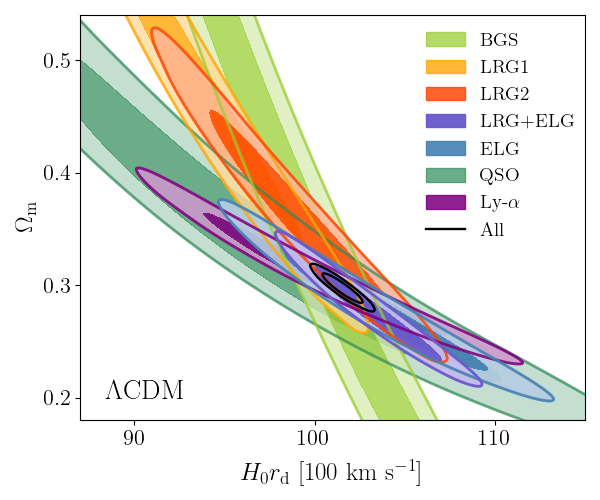 BGS
LRG1
LRG2
LRG+ELG
ELG
QSO
Ly-α
All
0.5
0.4
0.3
0.2
Ωm
ΛCDM
90 100 110
H0rd [100 km s−1]